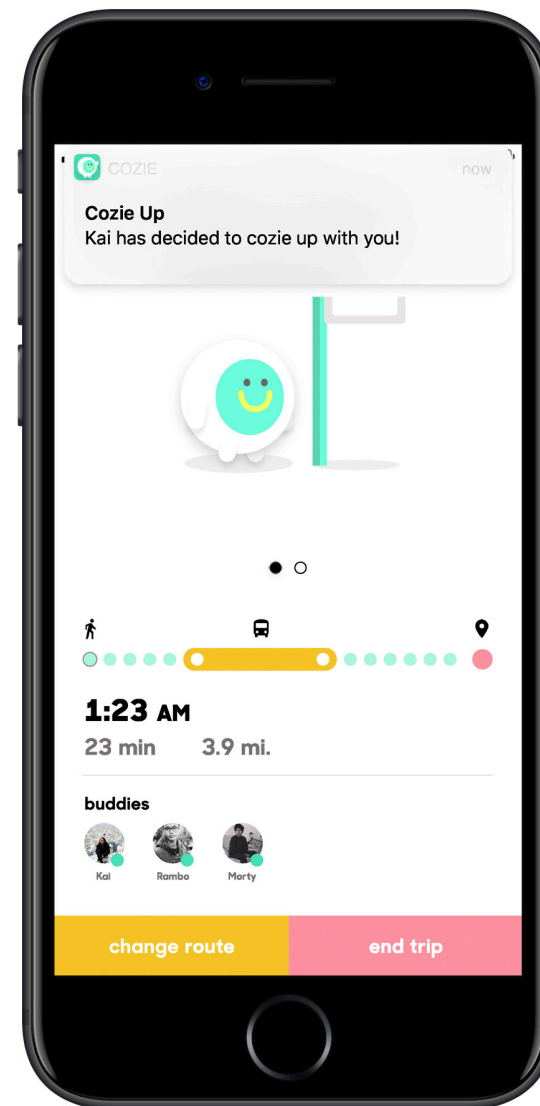 COZIE now
Cozie Up
Kai has decided to cozie up with you!
1:23 AM
23 min 3.9 mi.
buddies
Kai Rambo Morty
change route end trip